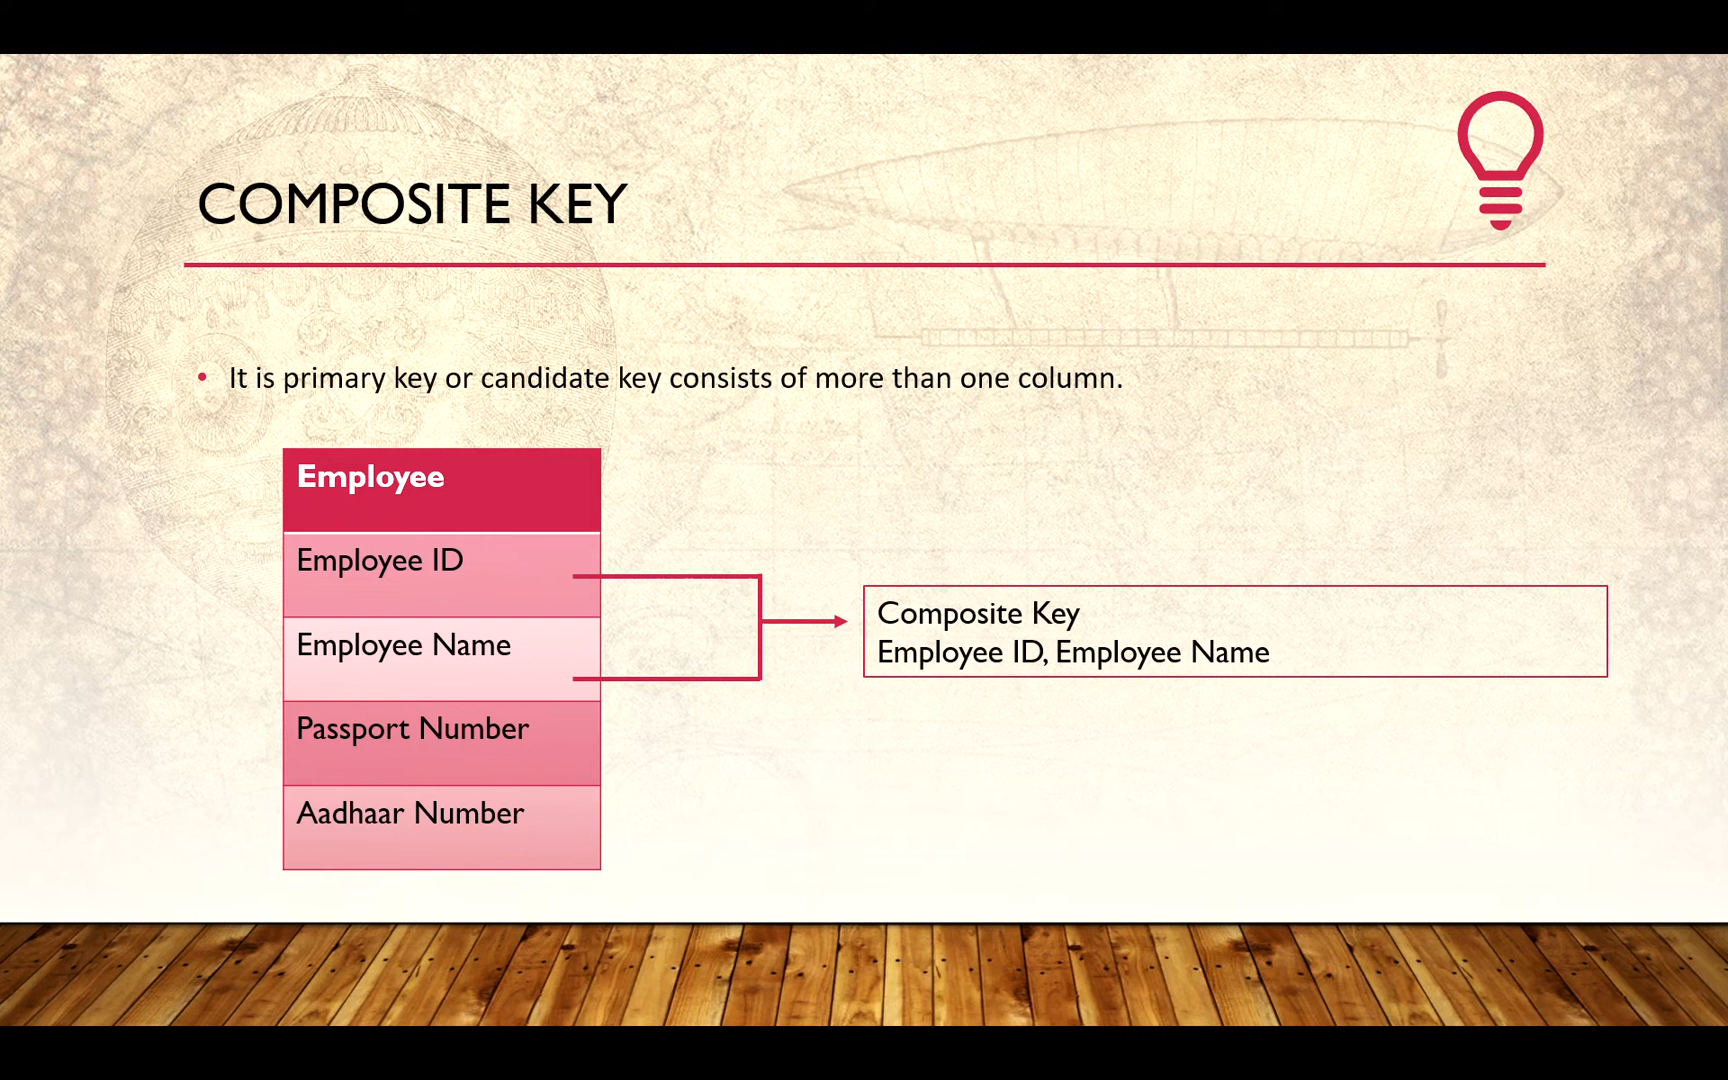 COMPOSITE KEY
• It is primary key or candidate key consists of more than one column.
Employee
Employee ID
Employee Name
Passport Number
Aadhaar Number
Composite Key
Employee ID, Employee Name